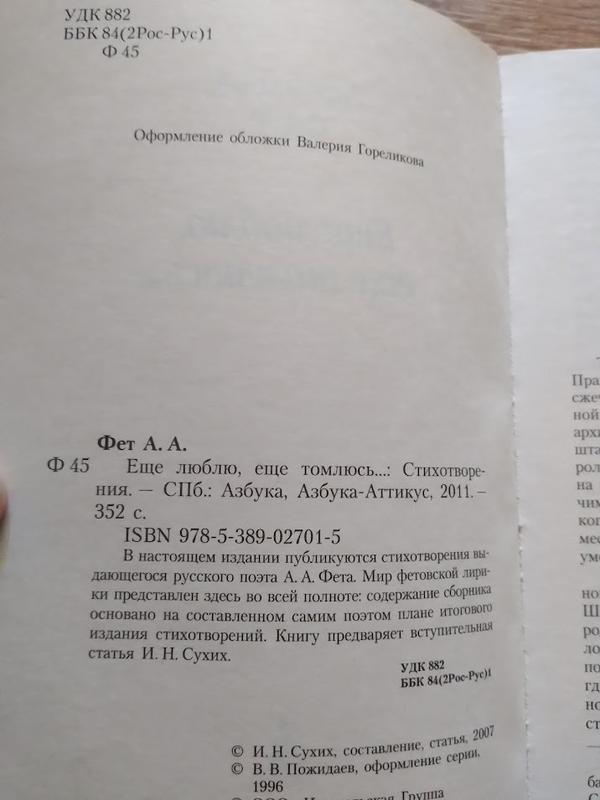 УДК 882
ББК 84(2Рос-Рус)1
Ф 45
Оформление обложки Валерия Гореликова
Фет А. А.
Ф 45 Еще люблю, еще томлюсь...: Стихотворе-
ния. — СПб.: Азбука, Азбука-Аттикус, 2011. –
352 с.
ISBN 978-5-389-02701-5
В настоящем издании публикуются стихотворения вы-
дающегося русского поэта А. А. Фета. Мир фетовской лири-
ки представлен здесь во всей полноте: содержание сборника
основано на составленном самим поэтом плане итогового
издания стихотворений. Книгу предваряет вступительная
статья И. Н. Сухих.
УДК 882
ББК 84(2Рос-Рус)1
© И. Н. Сухих, составление, статья, 2007
© В. В. Пожидаев, оформление серии,
1996
Группа